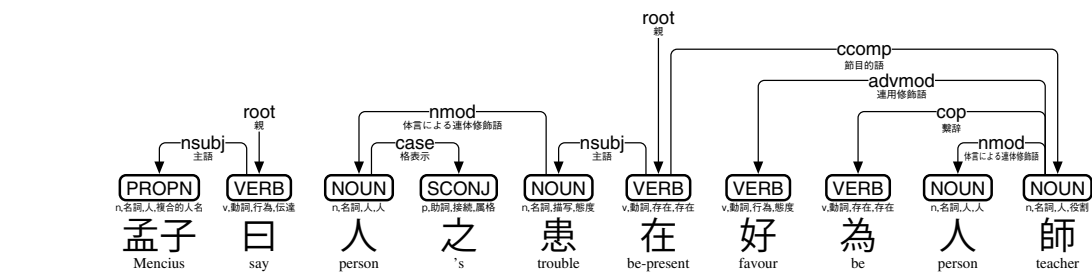 root
親
ccomp
節目的語
advmod
連用修飾語
root
親
nmod
体言による連体修飾語
cop
繋辞
nsubj
主語
case
格表示
nsubj
主語
nmod
体言による連体修飾語
PROPN VERB NOUN SCONJ NOUN VERB VERB VERB NOUN NOUN
n,名詞,人,複合的人名 v,動詞,行為,伝達 n,名詞,人,人 p,助詞,接続,属格 n,名詞,描写,態度 v,動詞,存在,存在 v,動詞,行為,態度 v,動詞,存在,存在 n,名詞,人,人 n,名詞,人,役割
孟子 曰 人 之 患 在 好 為 人 師
Mencius say person 's trouble be-present favour be person teacher